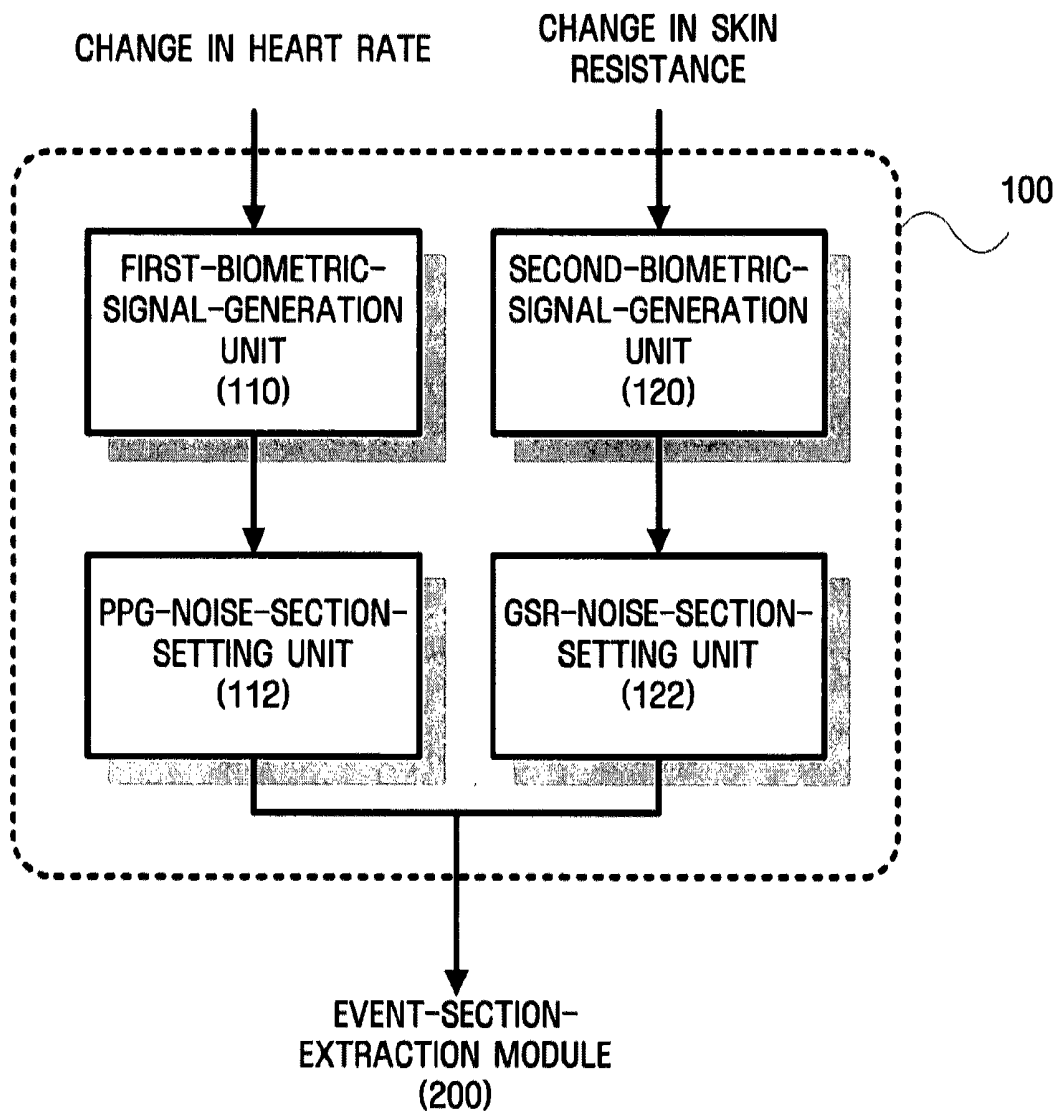 CHANGE IN HEART RATE
CHANGE IN SKIN
RESISTANCE
100
FIRST-BIOMETRIC-
SIGNAL-GENERATION
UNIT
(110)
SECOND-BIOMETRIC-
SIGNAL-GENERATION
UNIT
(120)
PPG-NOISE-SECTION-
SETTING UNIT
(112)
GSR-NOISE-SECTION-
SETTING UNIT
(122)
EVENT-SECTION-
EXTRACTION MODULE
(200)